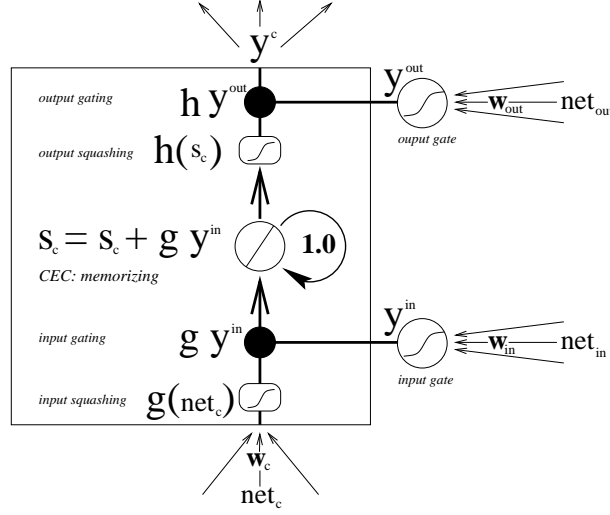 y^c
y^out
output gating
h y^out
w_out
net_out
ouput gate
output squashing
h(s_c)
s_c = s_c + g y^in
1.0
CEC: memorizing
y^in
input gating
g y^in
w_in
net_in
input gate
input squashing
g(net_c)
w_c
net_c